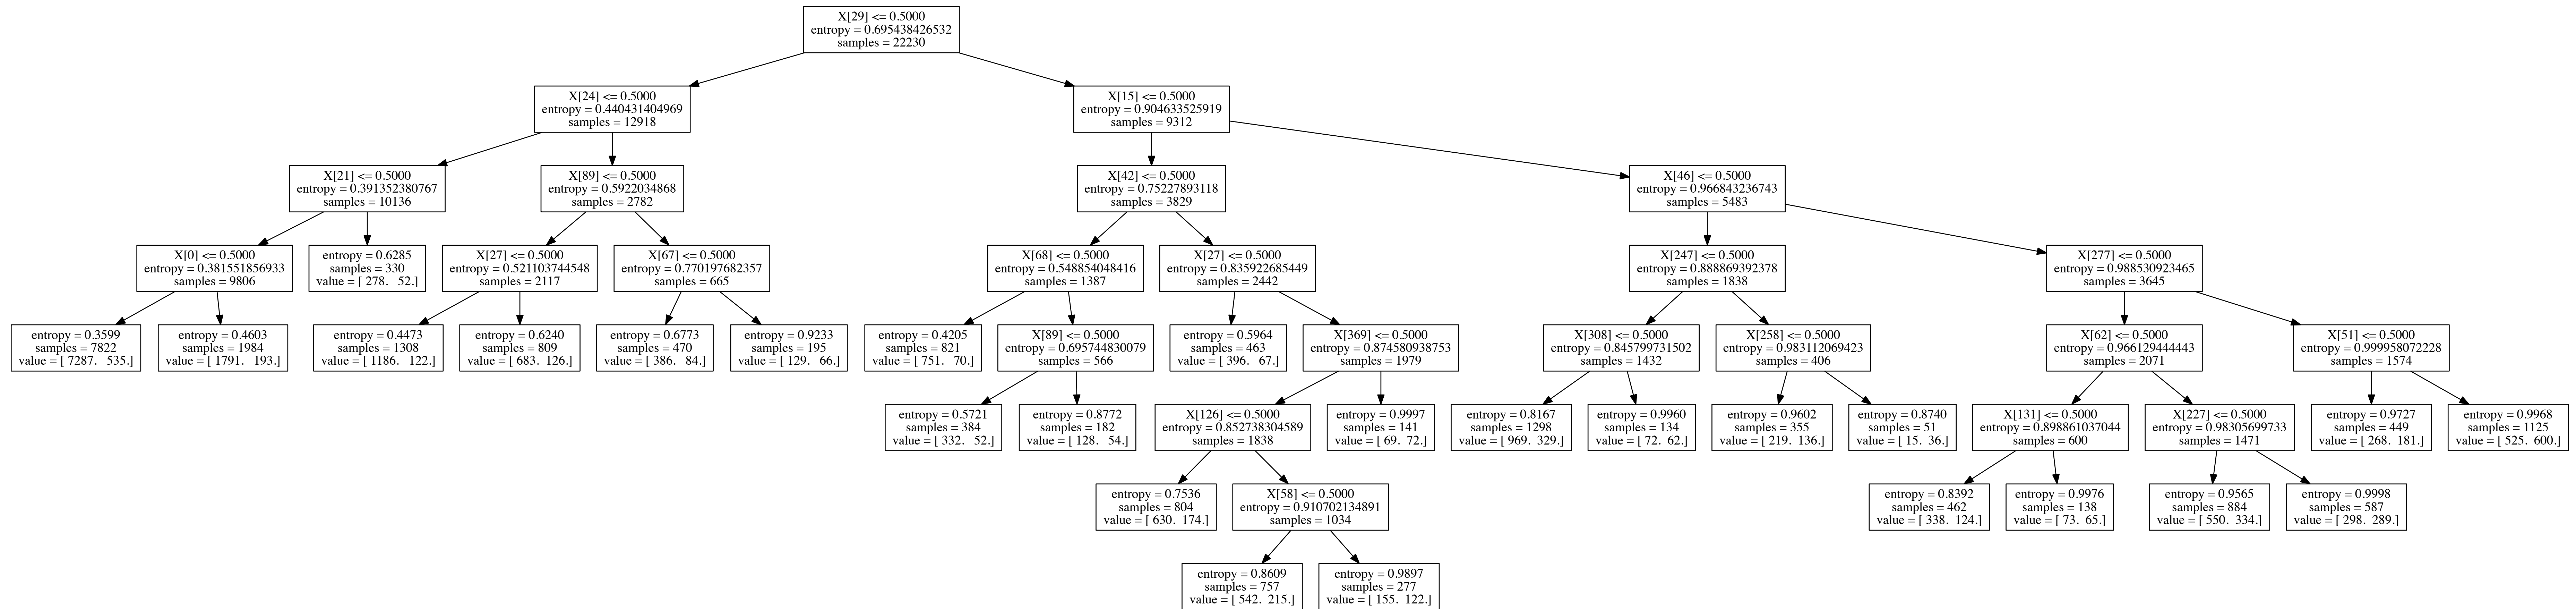 X[29] <= 0.5000
entropy = 0.695438426532
samples = 22230
X[24] <= 0.5000
entropy = 0.440431404969
samples = 12918
X[15] <= 0.5000
entropy = 0.904633525919
samples = 9312
X[21] <= 0.5000
entropy = 0.391352380767
samples = 10136
X[89] <= 0.5000
entropy = 0.5922034868
samples = 2782
X[42] <= 0.5000
entropy = 0.75227893118
samples = 3829
X[46] <= 0.5000
entropy = 0.966843236743
samples = 5483
X[0] <= 0.5000
entropy = 0.381551856933
samples = 9806
entropy = 0.6285
samples = 330
value = [ 278. 52.]
X[27] <= 0.5000
entropy = 0.521103744548
samples = 2117
X[67] <= 0.5000
entropy = 0.770197682357
samples = 665
X[68] <= 0.5000
entropy = 0.548854048416
samples = 1387
X[27] <= 0.5000
entropy = 0.835922685449
samples = 2442
X[247] <= 0.5000
entropy = 0.888869392378
samples = 1838
X[277] <= 0.5000
entropy = 0.988530923465
samples = 3645
entropy = 0.3599
samples = 7822
value = [ 7287. 535.]
entropy = 0.4603
samples = 1984
value = [ 1791. 193.]
entropy = 0.4473
samples = 1308
value = [ 1186. 122.]
entropy = 0.6240
samples = 809
value = [ 683. 126.]
entropy = 0.6773
samples = 470
value = [ 386. 84.]
entropy = 0.9233
samples = 195
value = [ 129. 66.]
entropy = 0.4205
samples = 821
value = [ 751. 70.]
X[89] <= 0.5000
entropy = 0.695744830079
samples = 566
entropy = 0.5964
samples = 463
value = [ 396. 67.]
X[369] <= 0.5000
entropy = 0.874580938753
samples = 1979
X[308] <= 0.5000
entropy = 0.845799731502
samples = 1432
X[258] <= 0.5000
entropy = 0.983112069423
samples = 406
X[62] <= 0.5000
entropy = 0.966129444443
samples = 2071
X[51] <= 0.5000
entropy = 0.999958072228
samples = 1574
entropy = 0.5721
samples = 384
value = [ 332. 52.]
entropy = 0.8772
samples = 182
value = [ 128. 54.]
X[126] <= 0.5000
entropy = 0.852738304589
samples = 1838
entropy = 0.9997
samples = 141
value = [ 69. 72.]
entropy = 0.8167
samples = 1298
value = [ 969. 329.]
entropy = 0.9960
samples = 134
value = [ 72. 62.]
entropy = 0.9602
samples = 355
value = [ 219. 136.]
entropy = 0.8740
samples = 51
value = [ 15. 36.]
X[131] <= 0.5000
entropy = 0.898861037044
samples = 600
X[227] <= 0.5000
entropy = 0.98305699733
samples = 1471
entropy = 0.9727
samples = 449
value = [ 268. 181.]
entropy = 0.9968
samples = 1125
value = [ 525. 600.]
entropy = 0.7536
samples = 804
value = [ 630. 174.]
X[58] <= 0.5000
entropy = 0.910702134891
samples = 1034
entropy = 0.8392
samples = 462
value = [ 338. 124.]
entropy = 0.9976
samples = 138
value = [ 73. 65.]
entropy = 0.9565
samples = 884
value = [ 550. 334.]
entropy = 0.9998
samples = 587
value = [ 298. 289.]
entropy = 0.8609
samples = 757
value = [ 542. 215.]
entropy = 0.9897
samples = 277
value = [ 155. 122.]